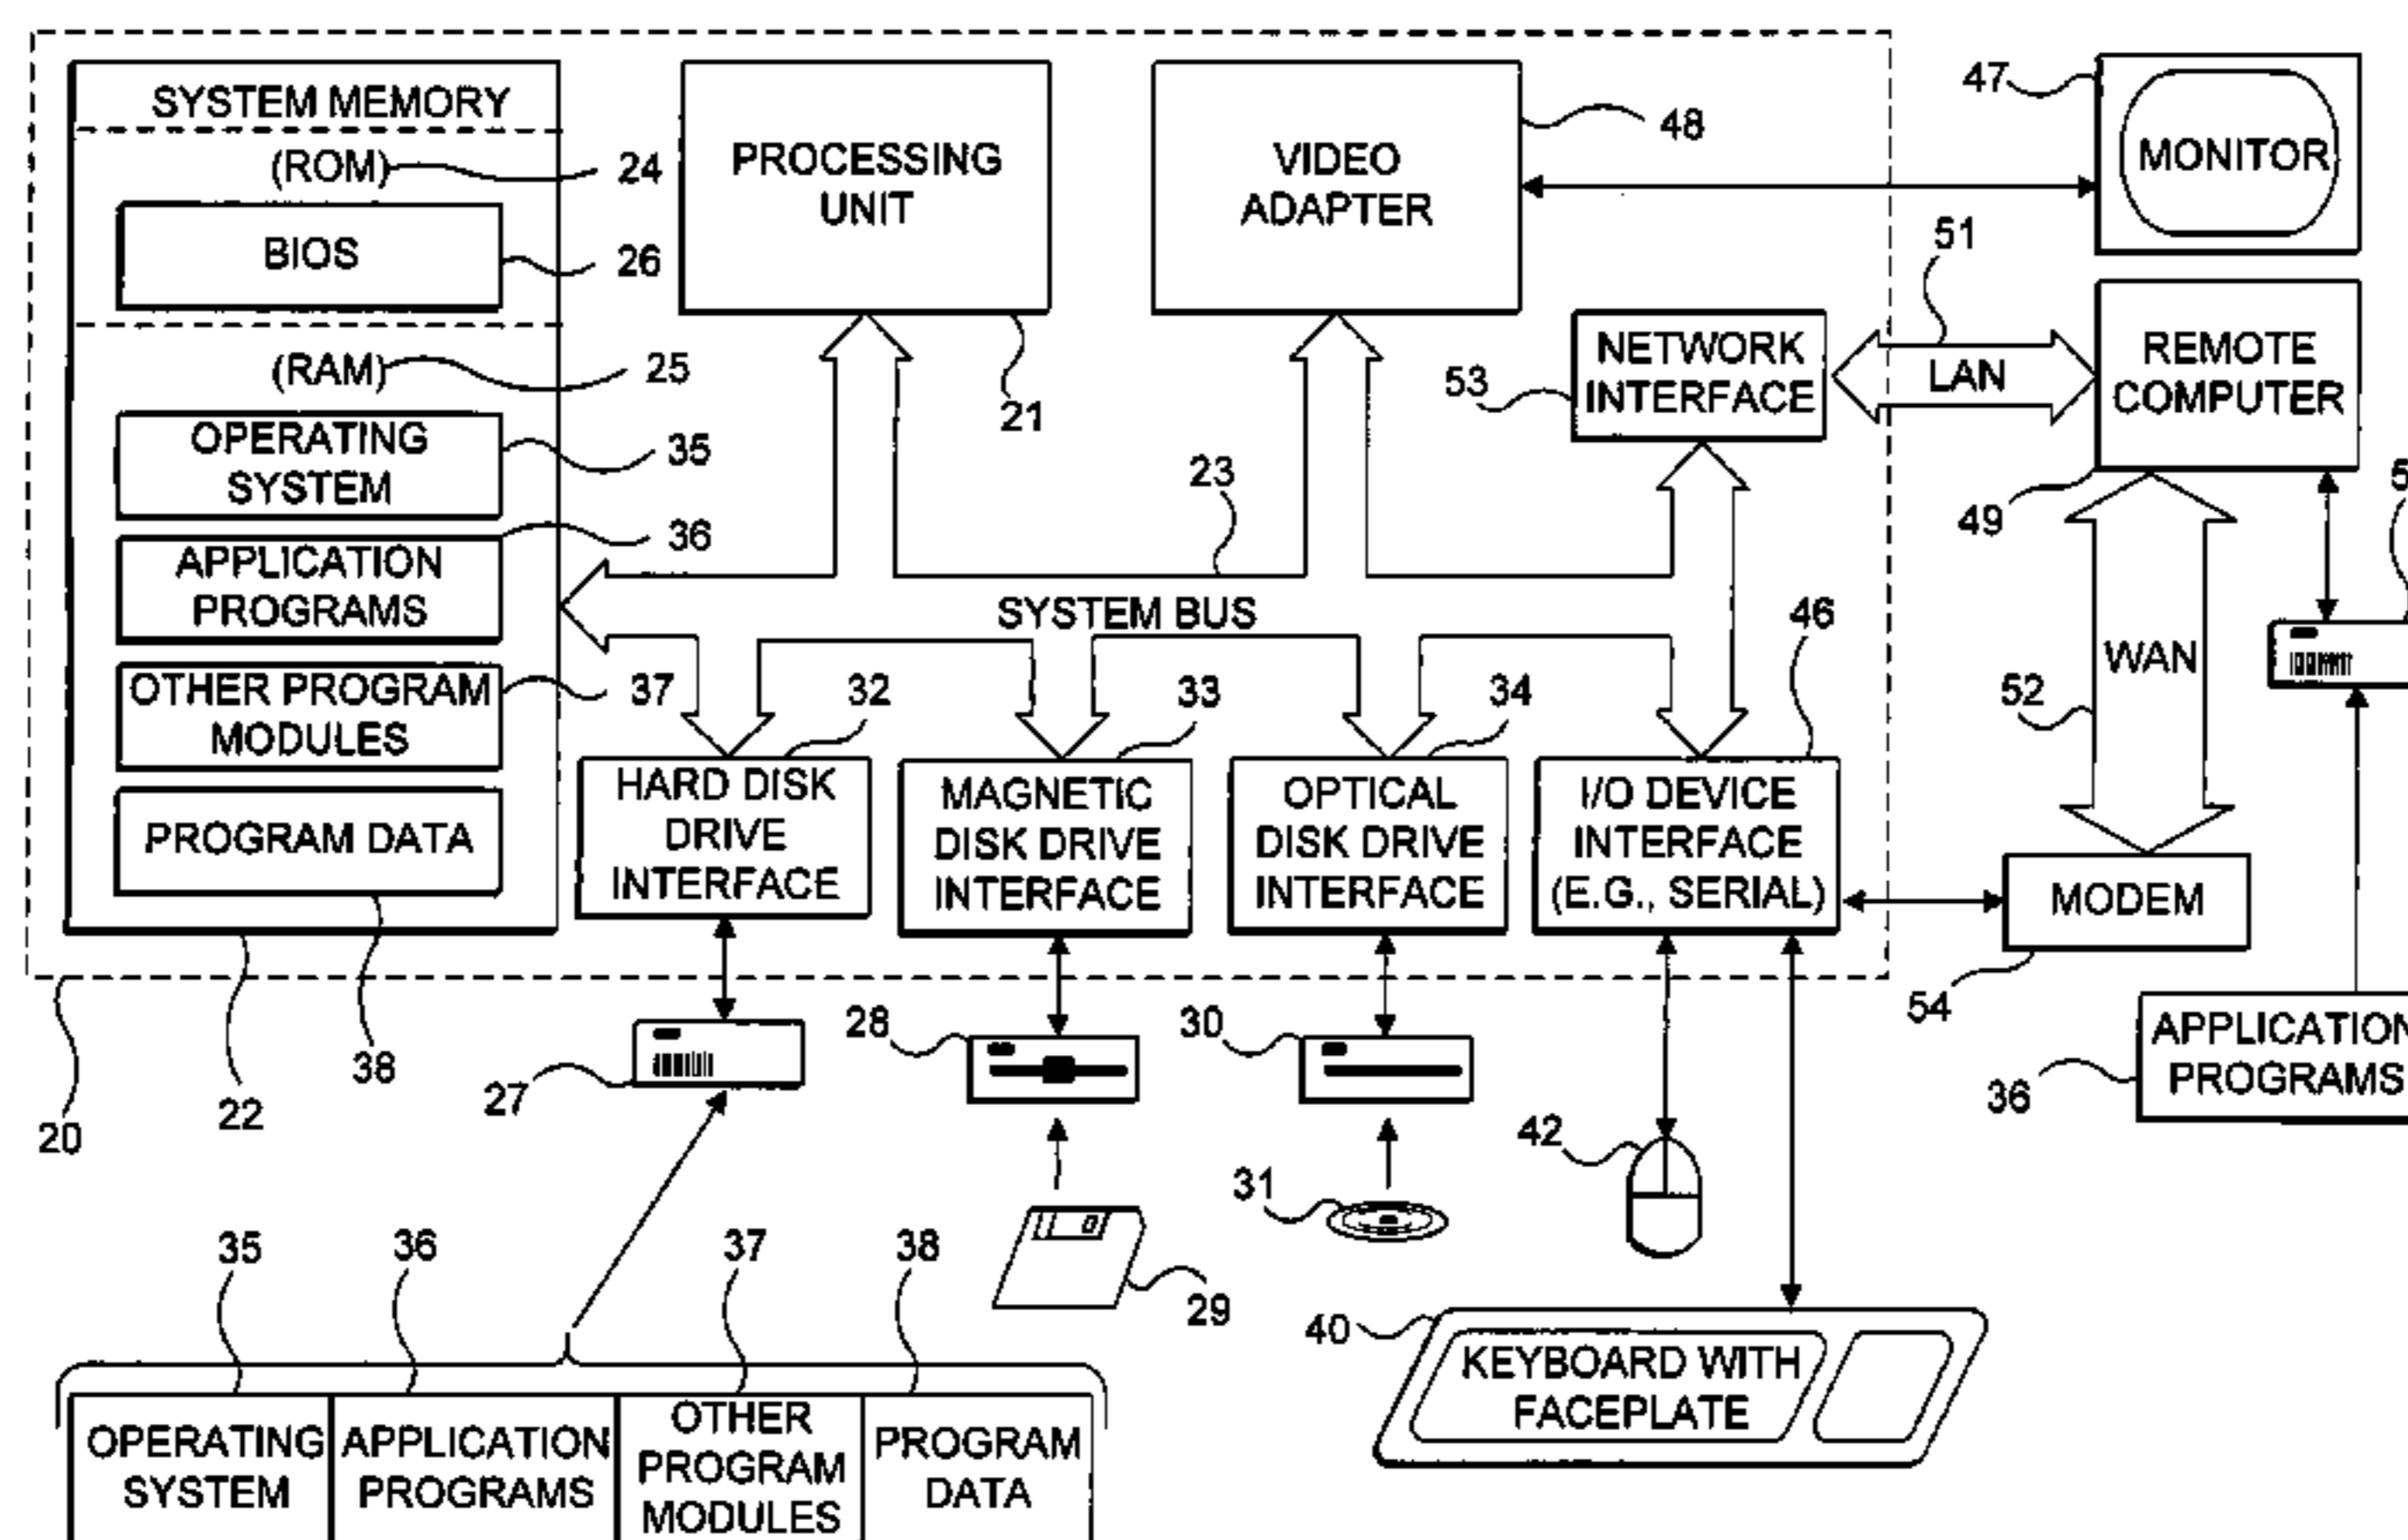 SYSTEM MEMORY
(ROM)
24
BIOS
26
(RAM)
25
OPERATING
SYSTEM
35
APPLICATION
PROGRAMS
36
OTHER PROGRAM
MODULES
37
PROGRAM DATA
38
22
20
PROCESSING
UNIT
21
VIDEO
ADAPTER
48
47
MONITOR
NETWORK
INTERFACE
53
51
LAN
REMOTE
COMPUTER
49
23
SYSTEM BUS
HARD DISK
DRIVE
INTERFACE
32
MAGNETIC
DISK DRIVE
INTERFACE
33
OPTICAL
DISK DRIVE
INTERFACE
34
I/O DEVICE
INTERFACE
(E.G., SERIAL)
46
WAN
52
MODEM
54
APPLICATION
PROGRAMS
36
27
28
30
29
31
42
40
KEYBOARD WITH
FACEPLATE
35
36
37
38
OPERATING
SYSTEM
APPLICATION
PROGRAMS
OTHER
PROGRAM
MODULES
PROGRAM
DATA